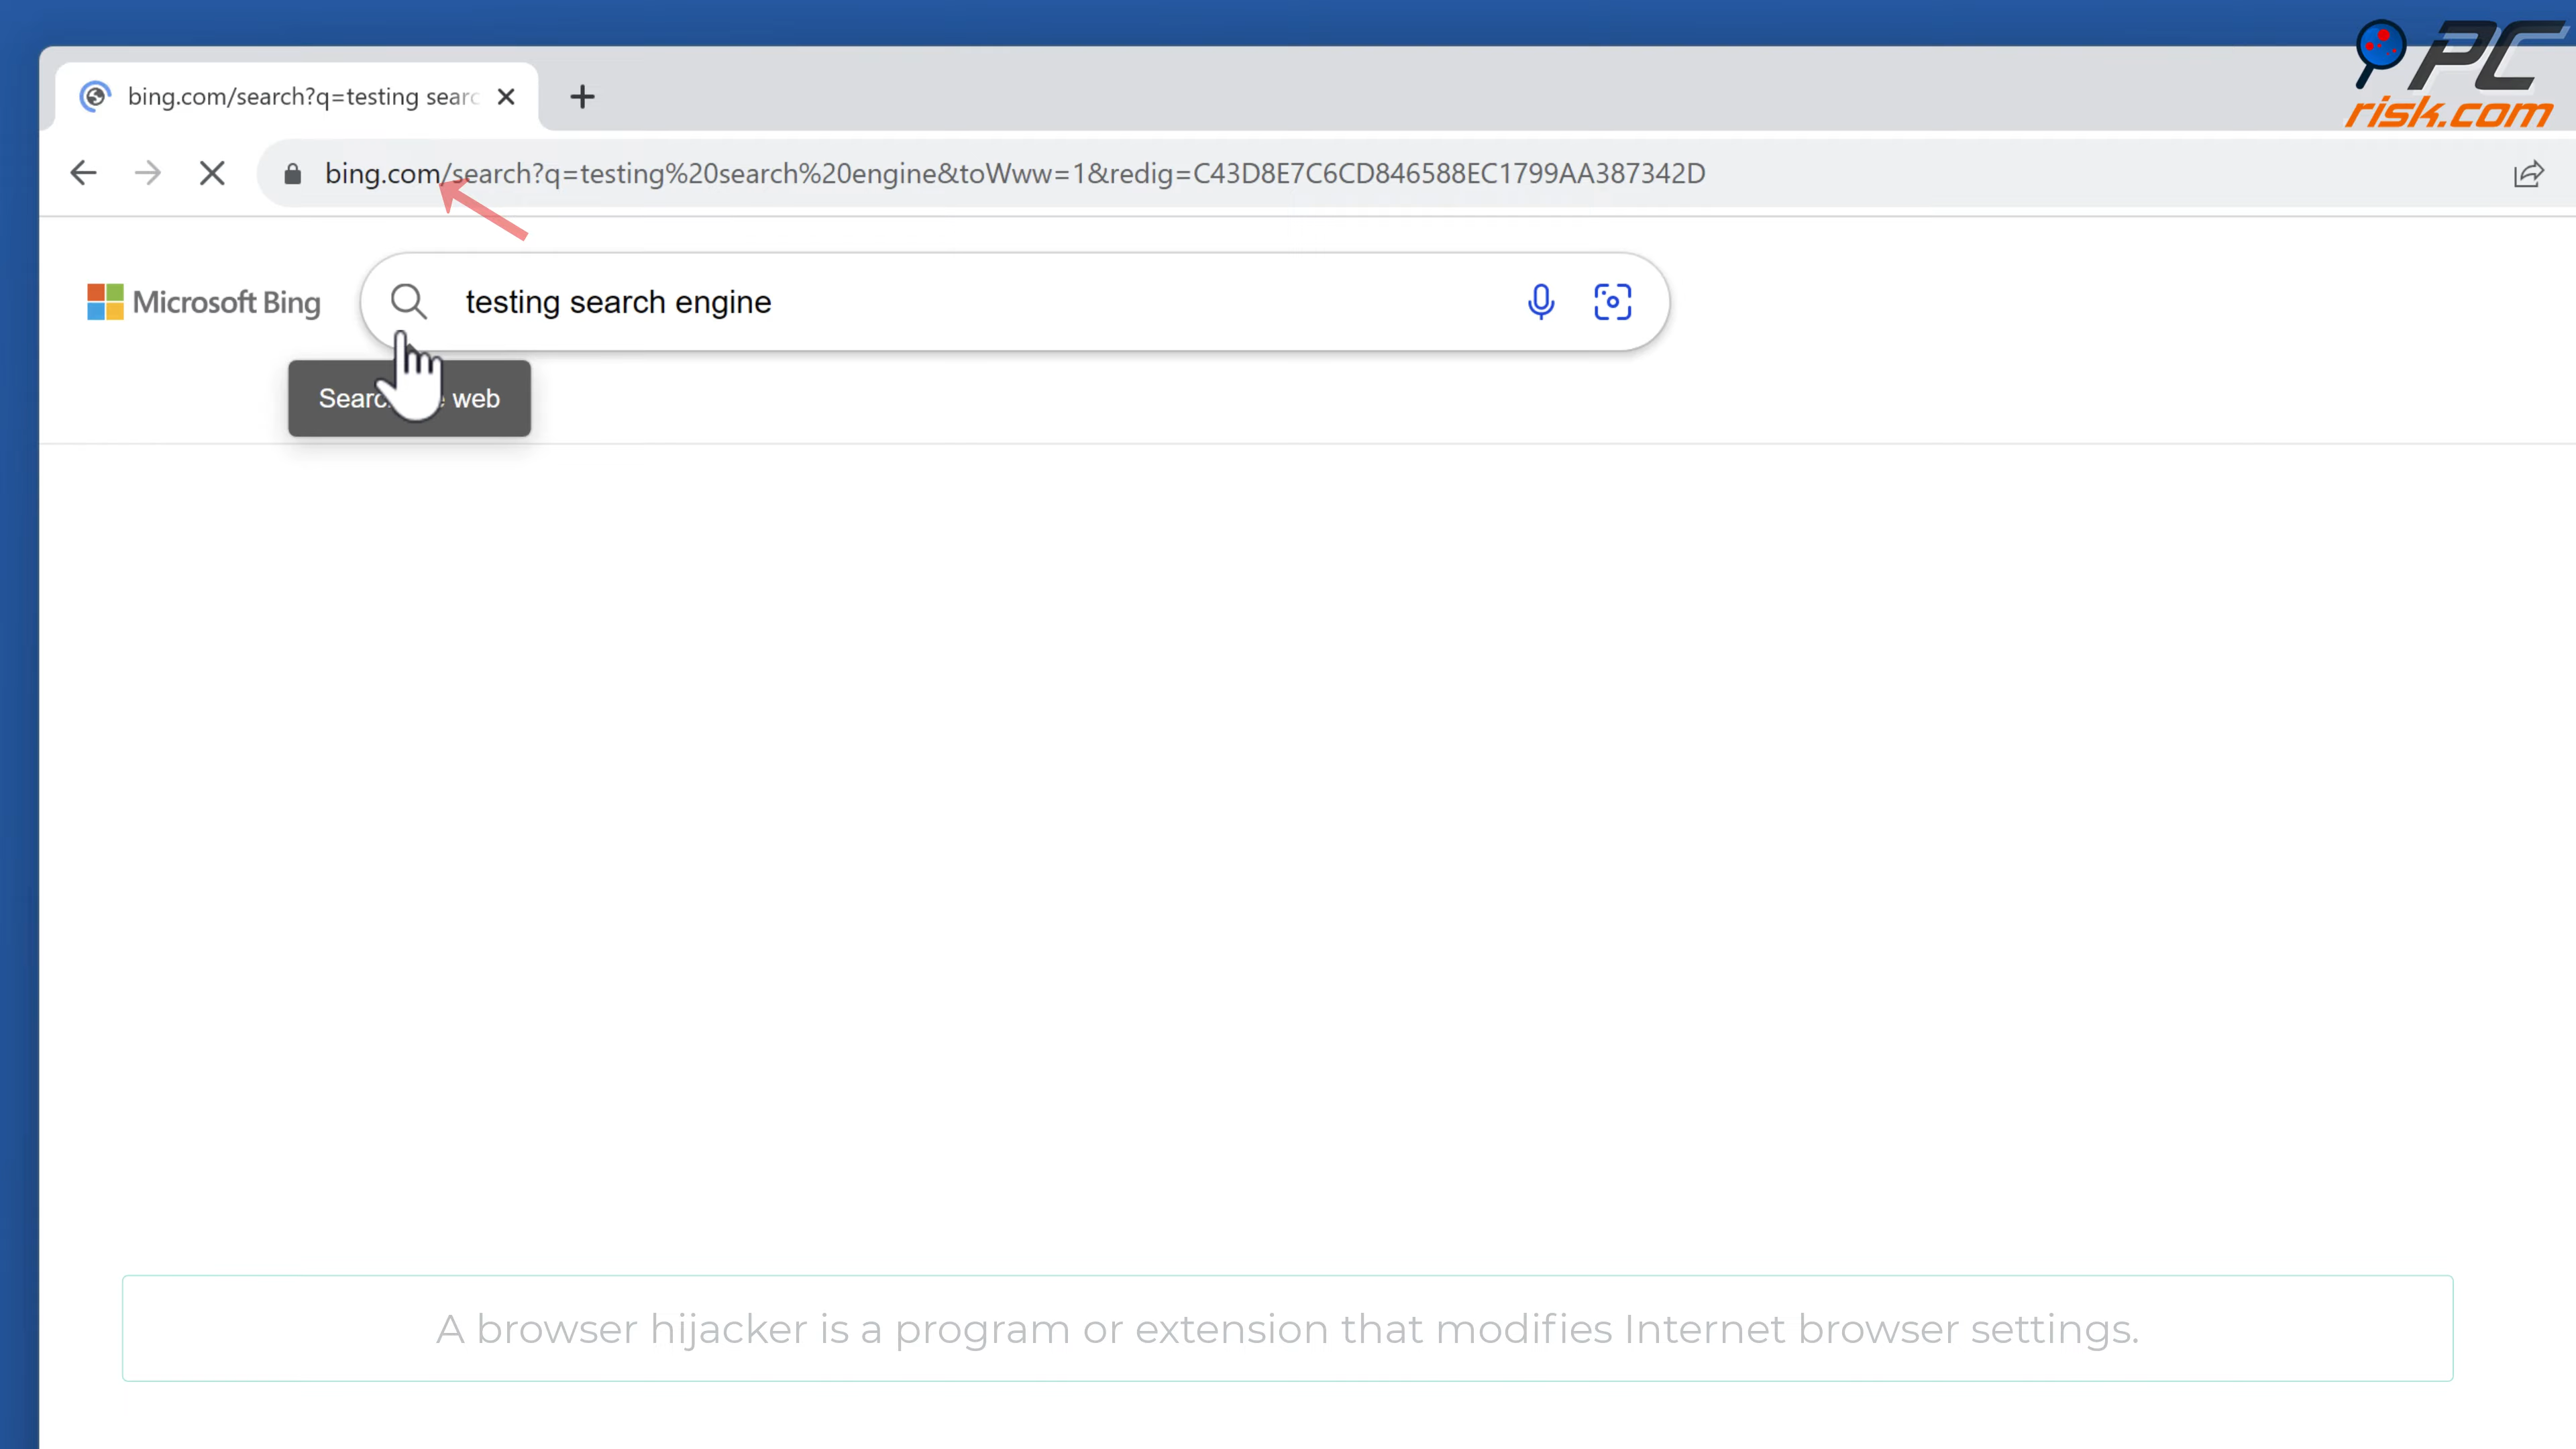 PC
risk.com
bing.com/search?q=testing searc
bing.com/search?q=testing%20search%20engine&toWww=1&redig=C43D8E7C6CD846588EC1799AA387342D
Microsoft Bing
testing search engine
web
A browser hijacker is a program or extension that modifies Internet browser settings.